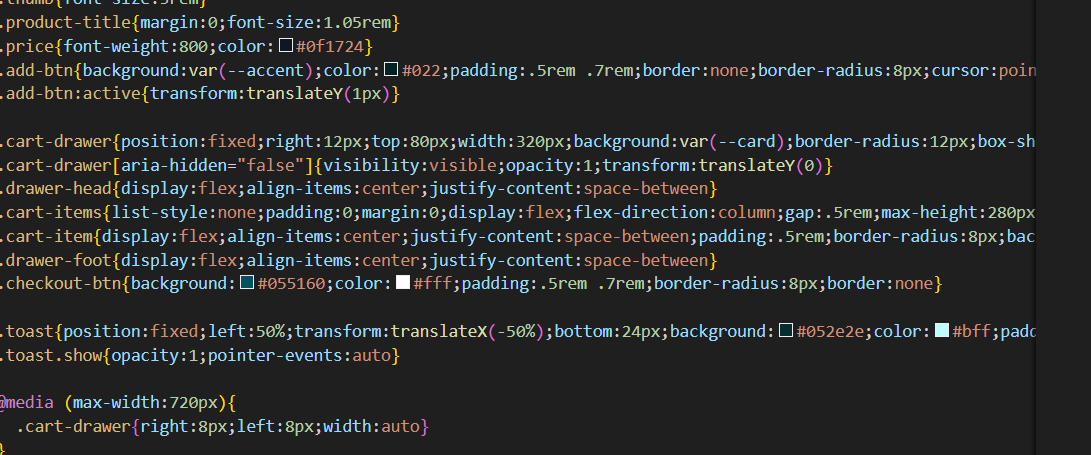 .thumb{font-size:3rem}
.product-title{margin:0;font-size:1.05rem}
.price{font-weight:800;color:#0f1724}
.add-btn{background:var(--accent);color:#022;padding:.5rem .7rem;border:none;border-radius:8px;cursor:poin
.add-btn:active{transform:translateY(1px)}
.cart-drawer{position:fixed;right:12px;top:80px;width:320px;background:var(--card);border-radius:12px;box-sh
.cart-drawer[aria-hidden="false"]{visibility:visible;opacity:1;transform:translateY(0)}
.drawer-head{display:flex;align-items:center;justify-content:space-between}
.cart-items{list-style:none;padding:0;margin:0;display:flex;flex-direction:column;gap:.5rem;max-height:280px
.cart-item{display:flex;align-items:center;justify-content:space-between;padding:.5rem;border-radius:8px;bac
.drawer-foot{display:flex;align-items:center;justify-content:space-between}
.checkout-btn{background:#055160;color:#fff;padding:.5rem .7rem;border-radius:8px;border:none}
.toast{position:fixed;left:50%;transform:translateX(-50%);bottom:24px;background:#052e2e;color:#bff;padd
.toast.show{opacity:1;pointer-events:auto}
@media (max-width:720px){
.cart-drawer{right:8px;left:8px;width:auto}
}